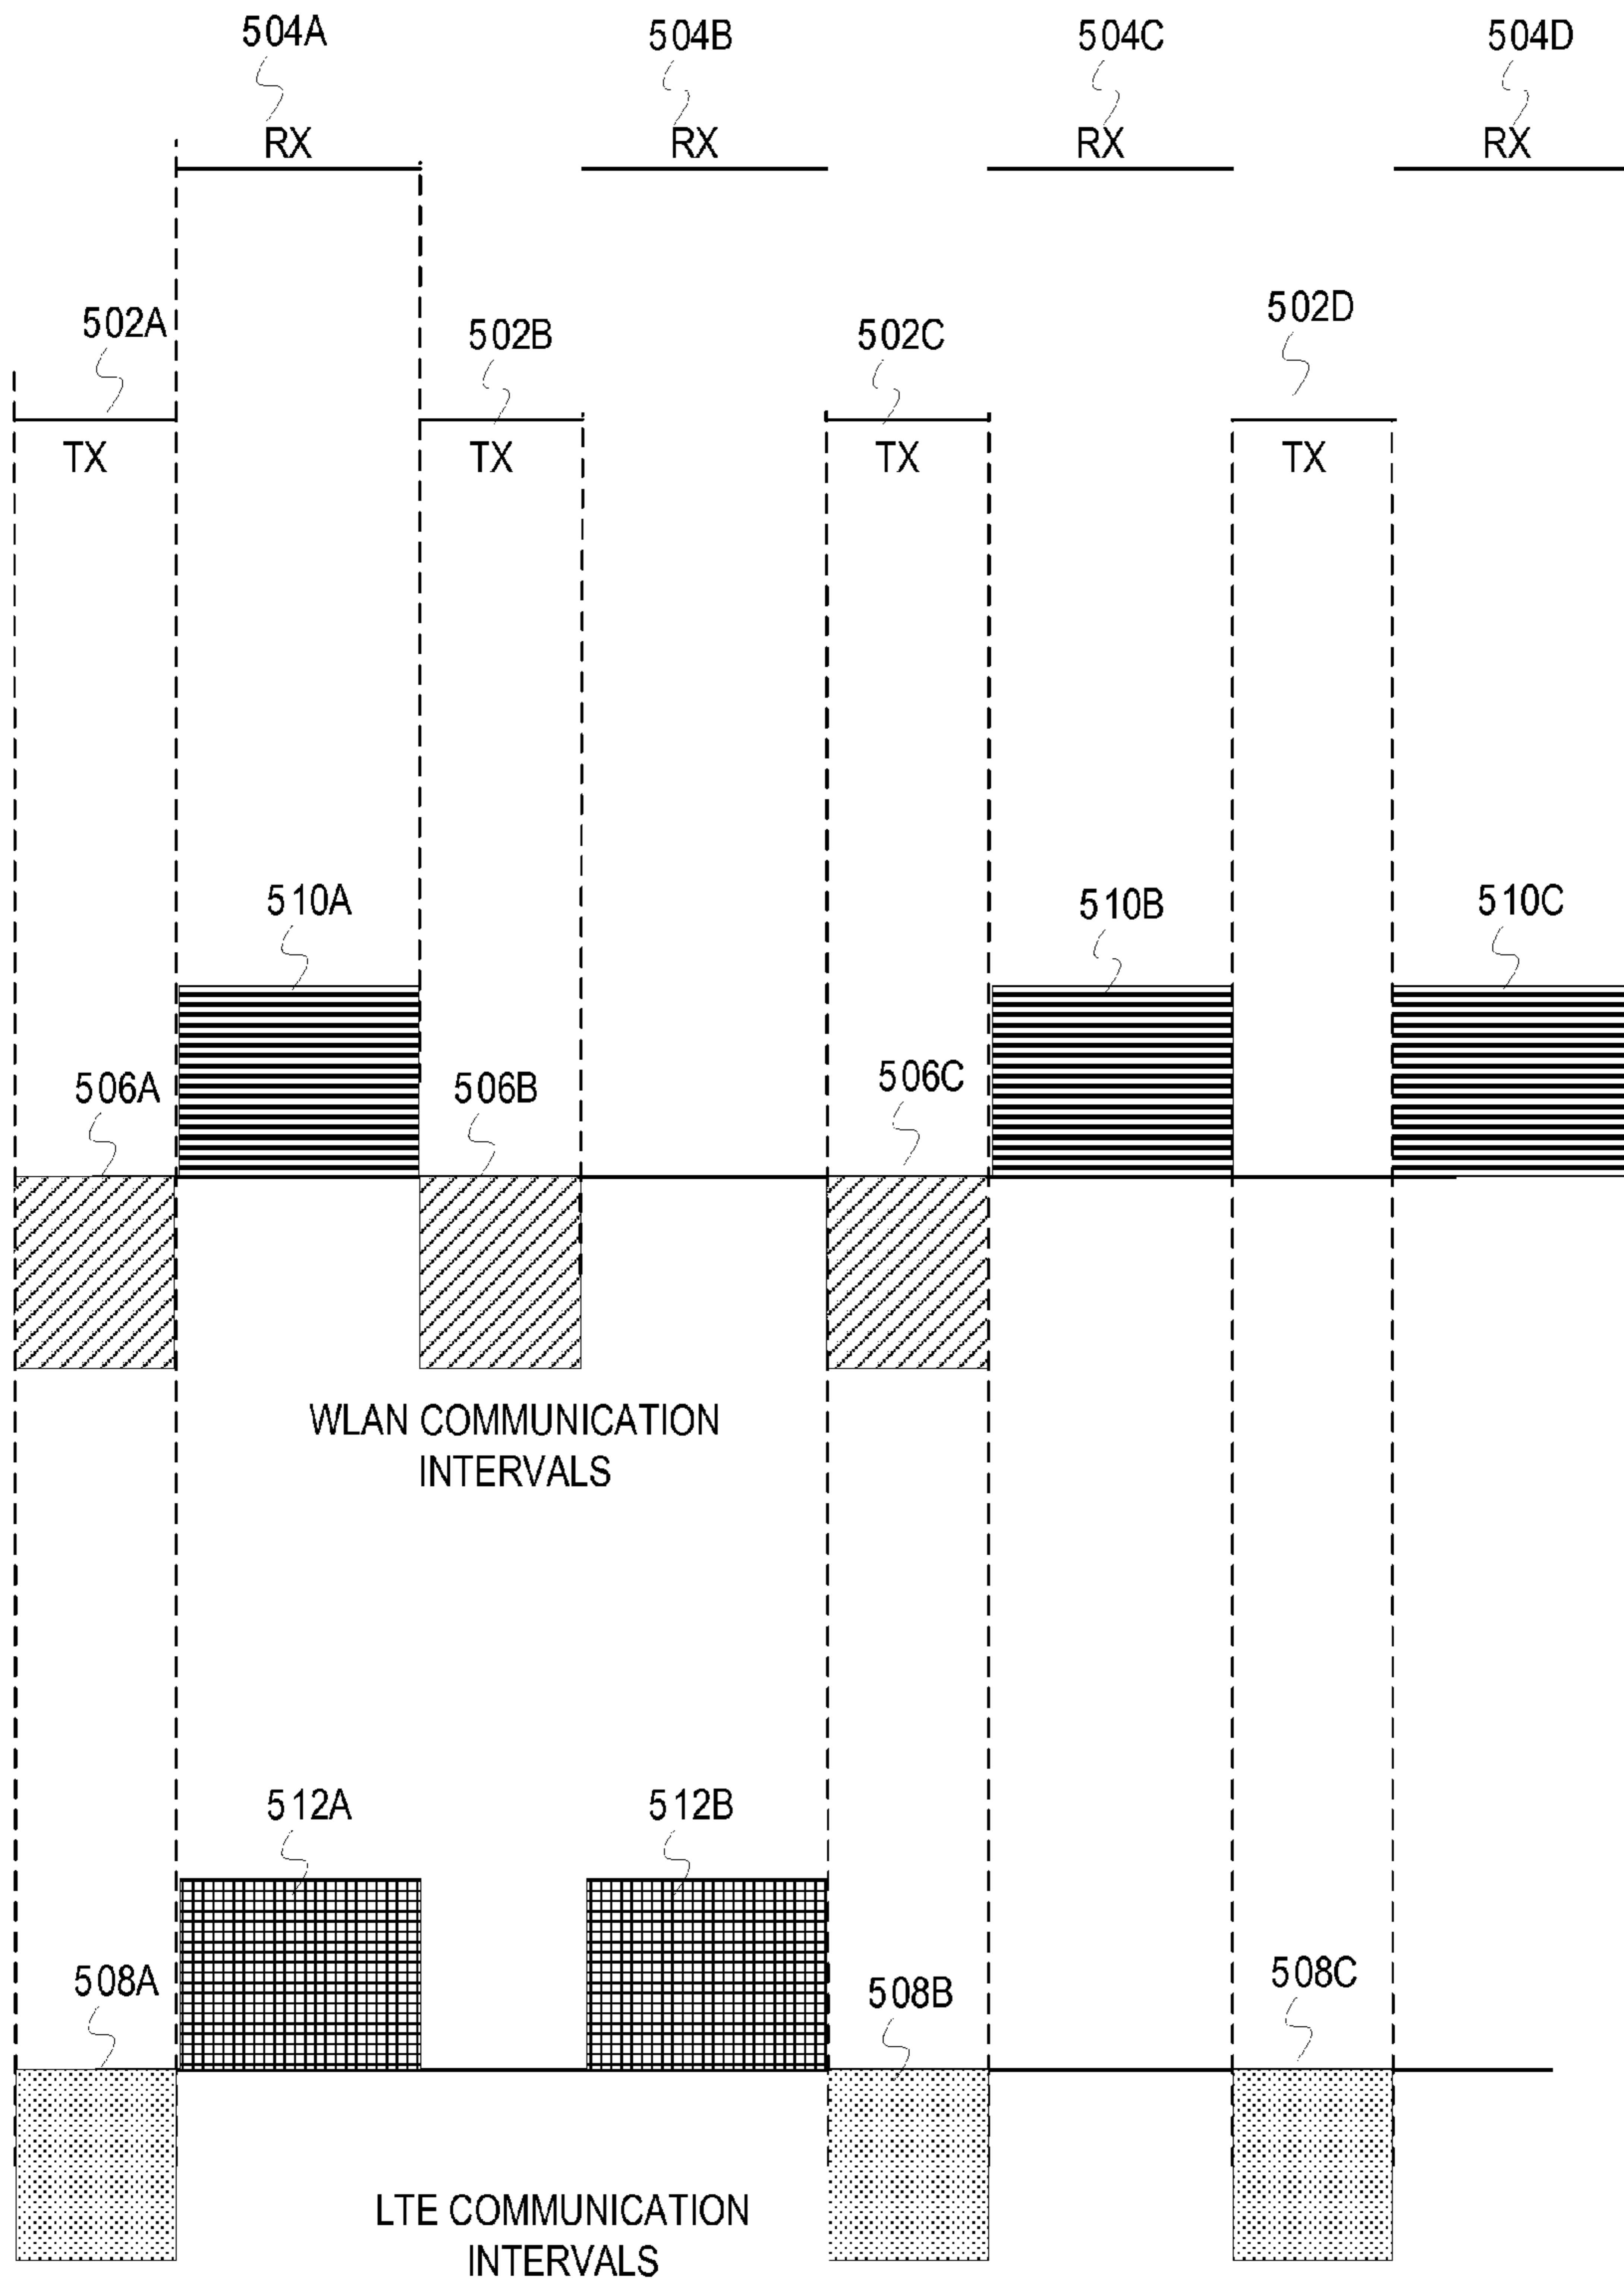 504A 504B 504C 504D
RX RX RX RX
502A 502B 502C 502D
TX TX TX TX
510A 510B 510C
506A 506B 506C
WLAN COMMUNICATION
INTERVALS
512A 512B
508A 508B 508C
LTE COMMUNICATION
INTERVALS